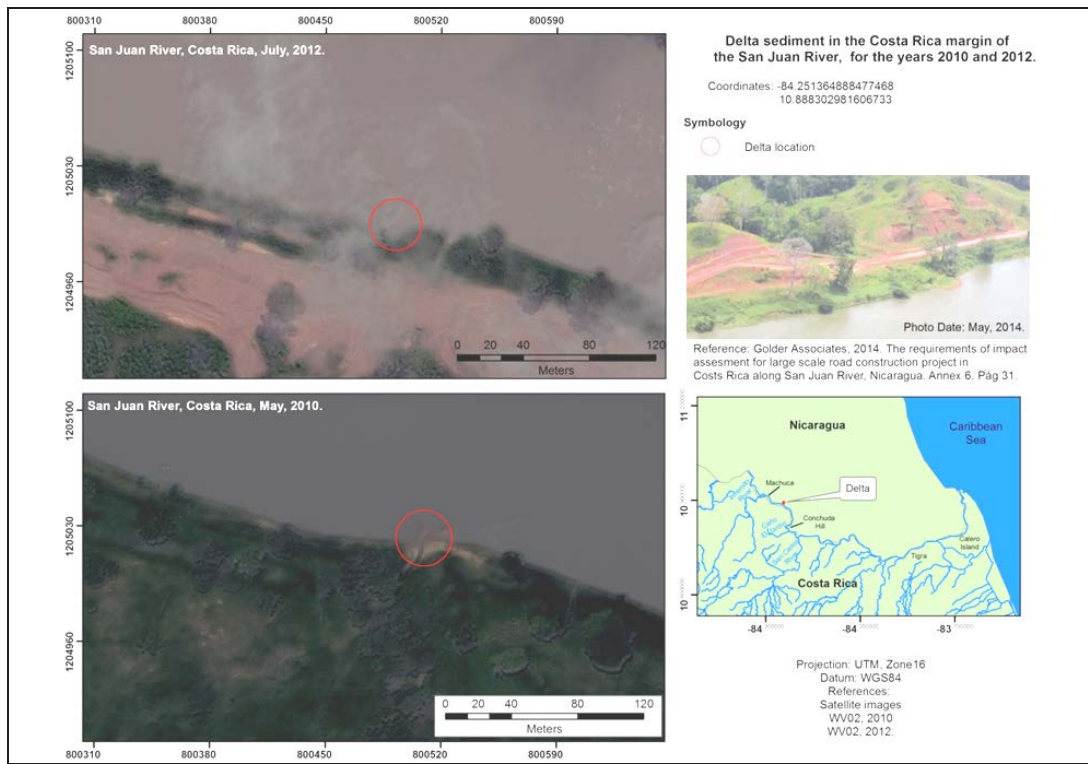 800310 800380 800450 800520 800590
San Juan River, Costa Rica, July, 2012.
1205100
1205030
1204960
0 20 40 80 120
Meters
San Juan River, Costa Rica, May, 2010.
1205100
1205030
1204960
0 20 40 80 120
Meters
800310 800380 800450 800520 800590
Delta sediment in the Costa Rica margin of
the San Juan River, for the years 2010 and 2012.
Coordinates: -84.251364888477468
10.888302981606733
Symbology
Delta location
Photo Date: May, 2014.
Reference: Golder Associates, 2014. The requirements of impact
assesment for large scale road construction project in
Costs Rica along San Juan River, Nicaragua. Annex 6. Pág 31.
Nicaragua
Caribbean
Sea
Machuca
Delta
Conchuda
Hill
Calero
Island
Tigra
Costa Rica
11
10
10
-84 -84 -83
Projection: UTM, Zone16
Datum: WGS84
References:
Satellite images
WV02, 2010
WV02, 2012.